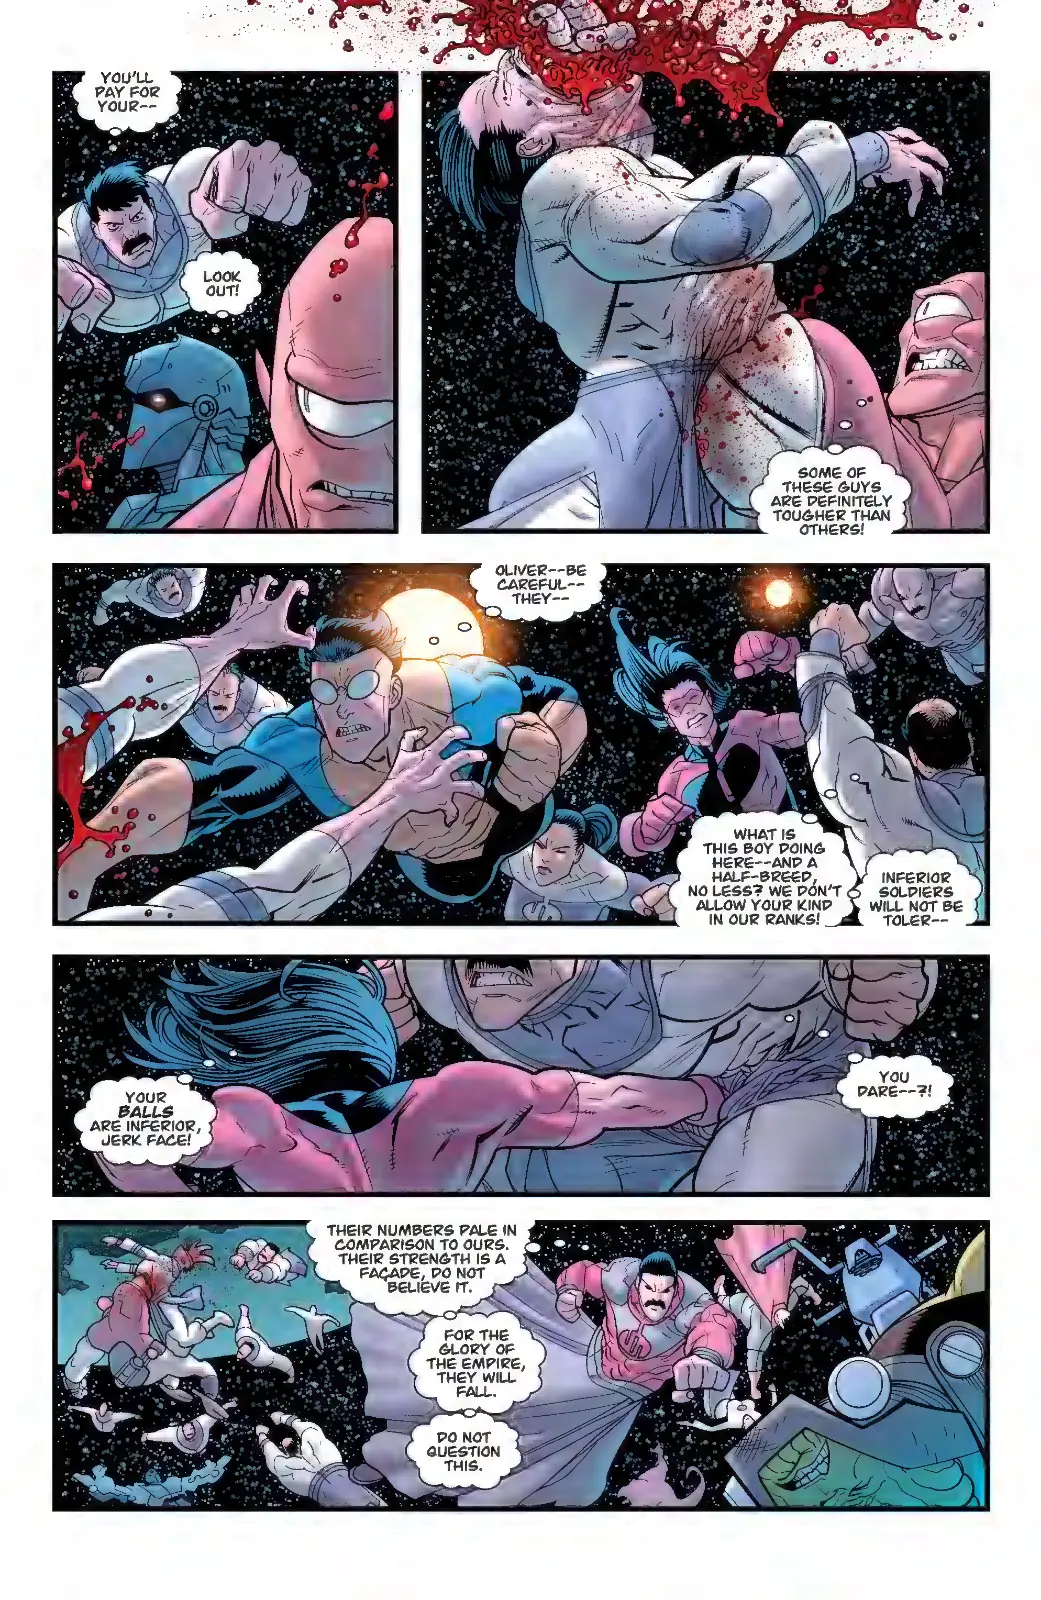 YOU'LL
PAY FOR
YOUR--
LOOK
OUT!
SOME OF
THESE GUYS
ARE DEFINITELY
TOUGHER THAN
OTHERS!
OLIVER--BE
CAREFUL--
THEY--
WHAT IS
THIS BOY DOING
HERE--AND A
HALF-BREED,
NO LESS? WE DON'T
ALLOW YOUR KIND
IN OUR RANKS!
INFERIOR
SOLDIERS
WILL NOT BE
TOLER--
YOUR
BALLS
ARE INFERIOR,
JERK FACE!
YOU
DARE--?!
THEIR NUMBERS PALE IN
COMPARISON TO OURS.
THEIR STRENGTH IS A
FAÇADE, DO NOT
BELIEVE IT.
FOR THE
GLORY OF
THE EMPIRE,
THEY WILL
FALL.
DO NOT
QUESTION
THIS.